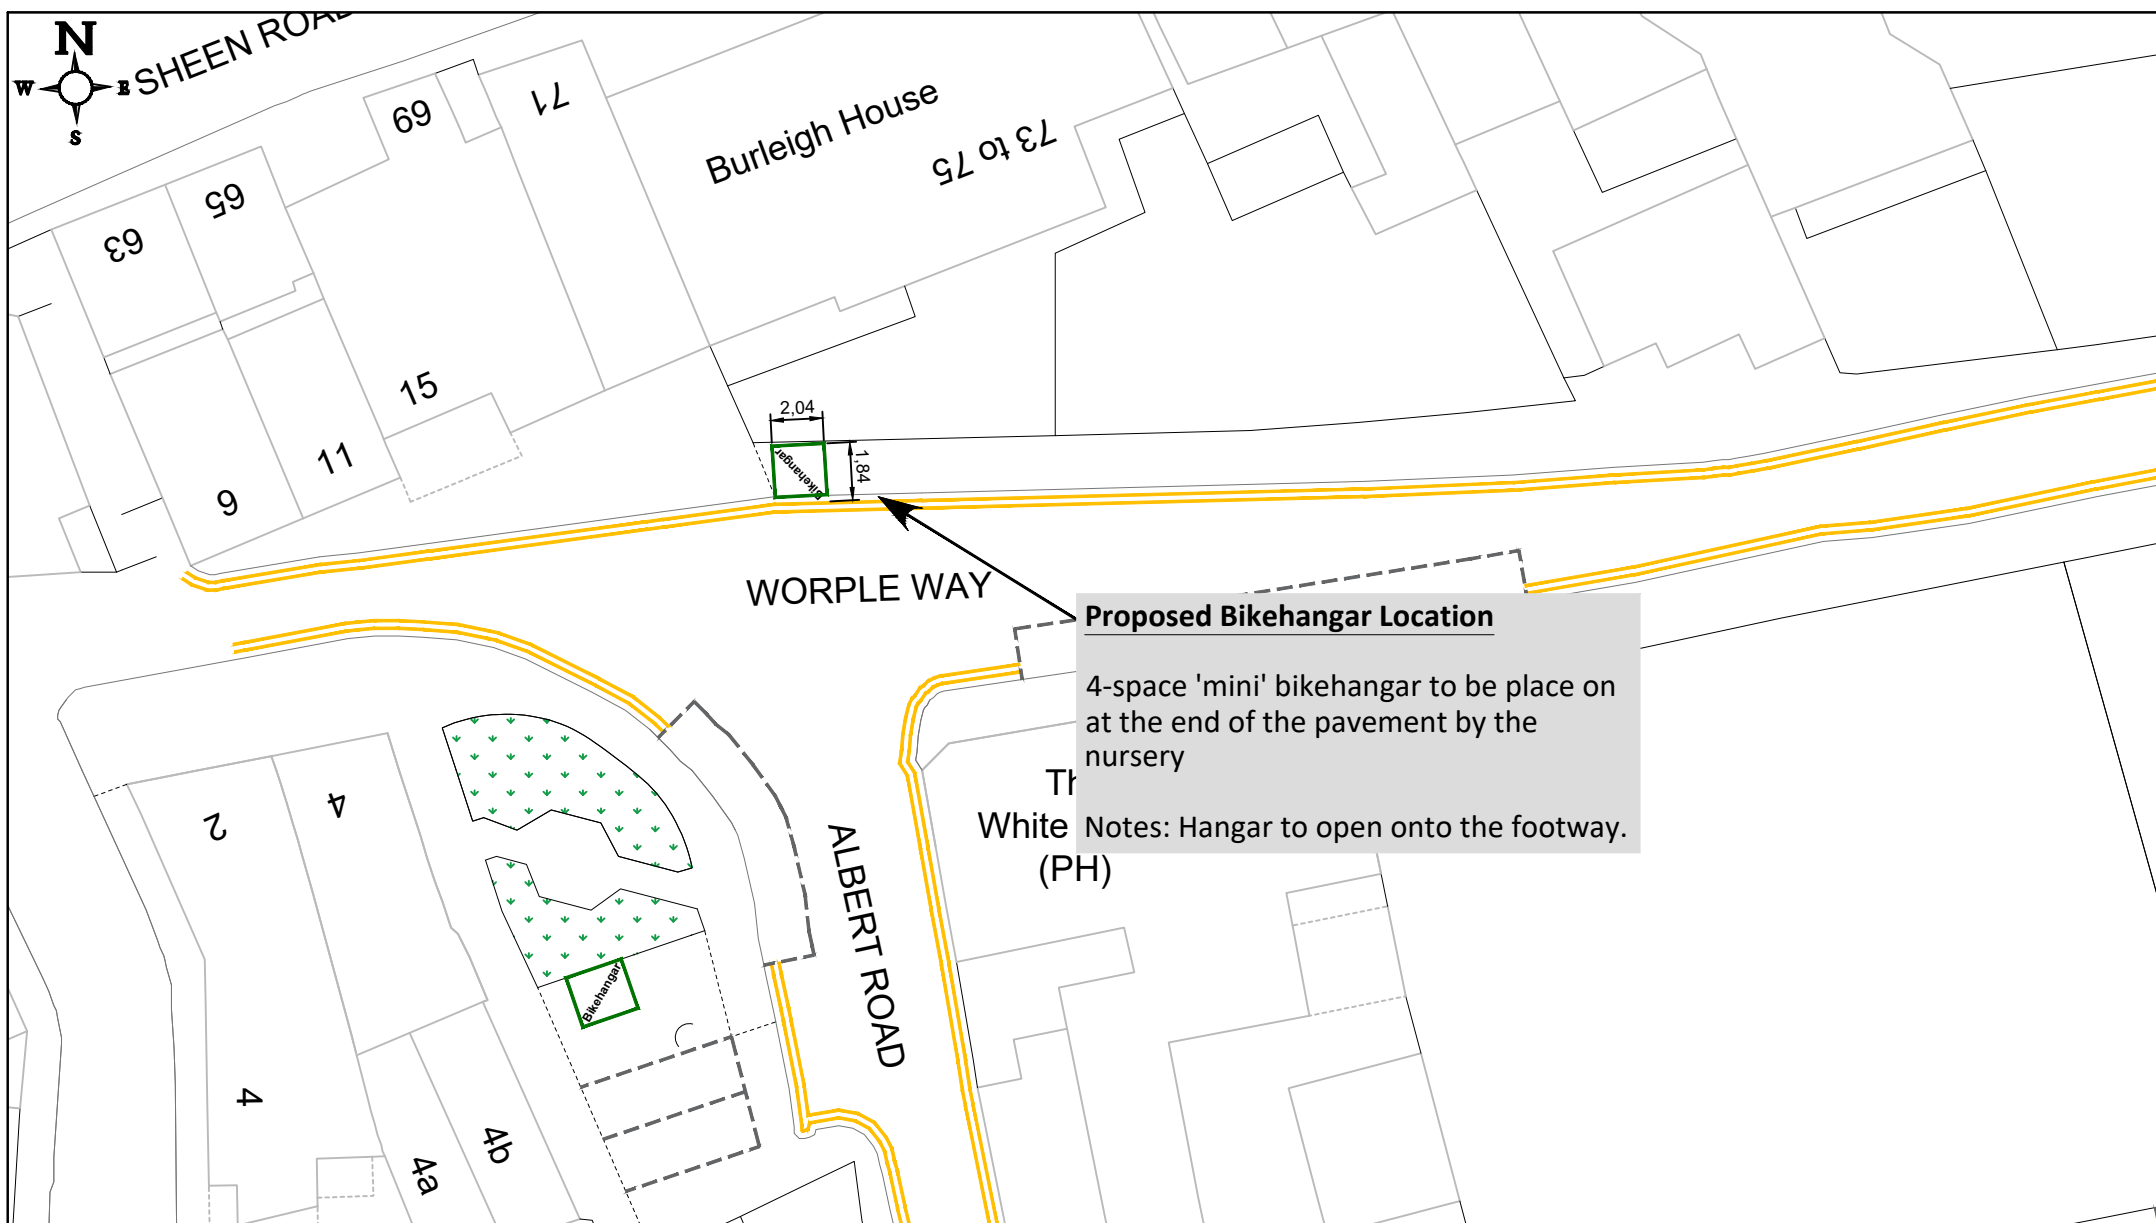 N
W
E
S
SHEEN ROAD
69
71
Burleigh House
73 to 75
65
63
15
11
9
2,04
1,84
Bikehangar
WORPLE WAY
Proposed Bikehangar Location
4-space 'mini' bikehangar to be place on
at the end of the pavement by the
nursery
Notes: Hangar to open onto the footway.
White
(PH)
ALBERT ROAD
2
4
Bikehangar
4
4a
4b